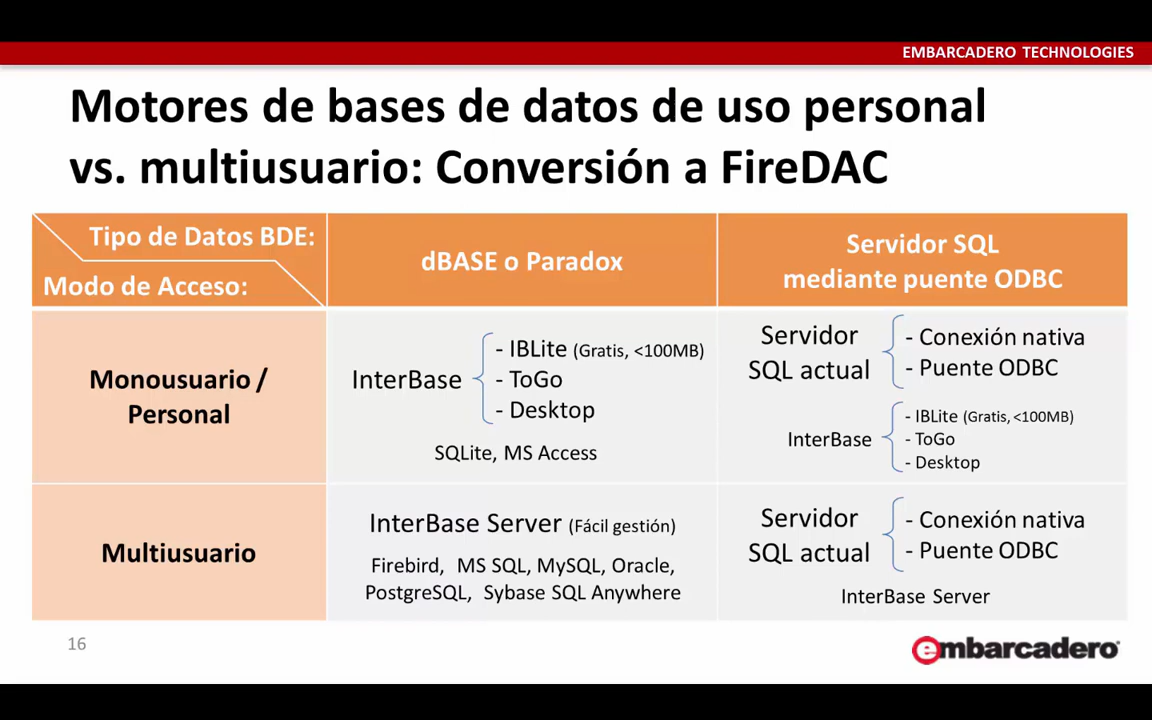 EMBARCADERO TECHNOLOGIES
Motores de bases de datos de uso personal
vs. multiusuario: Conversión a FireDAC
Tipo de Datos BDE:
Modo de Acceso:
dBASE o Paradox
Servidor SQL
mediante puente ODBC
Monousuario /
Personal
InterBase
- IBLite (Gratis, <100MB)
- ToGo
- Desktop
SQLite, MS Access
Servidor
SQL actual
- Conexión nativa
- Puente ODBC
InterBase
- IBLite (Gratis, <100MB)
- ToGo
- Desktop
Multiusuario
InterBase Server (Fácil gestión)
Firebird, MS SQL, MySQL, Oracle,
PostgreSQL, Sybase SQL Anywhere
Servidor
SQL actual
- Conexión nativa
- Puente ODBC
InterBase Server
16
embarcadero